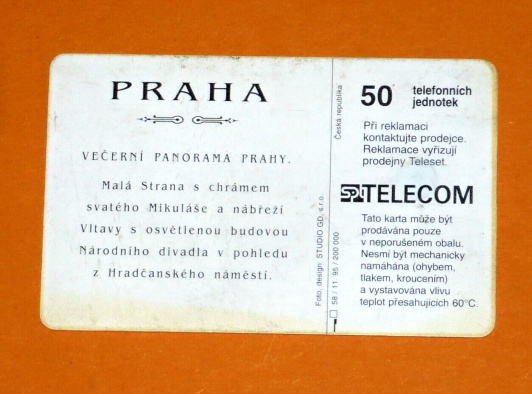 PRAHA
VEČERNÍ PANORAMA PRAHY.
Malá Strana s chrámem
svatého Mikuláše a nábřeží
Vltavy s osvětlenou budovou
Národního divadla v pohledu
z Hradčanského náměstí.
Foto, design STUDIO GD, s.r.o.
Česká republika
58 / 11 95 / 200 000
50 telefonních
jednotek
Při reklamaci
kontaktujte prodejce.
Reklamace vyřizují
prodejny Teleset.
SPT TELECOM
Tato karta může být
prodávána pouze
v neporušeném obalu.
Nesmí být mechanicky
namáhána (ohybem,
tlakem, kroucením)
a vystavována vlivu
teplot přesahujících 60°C.